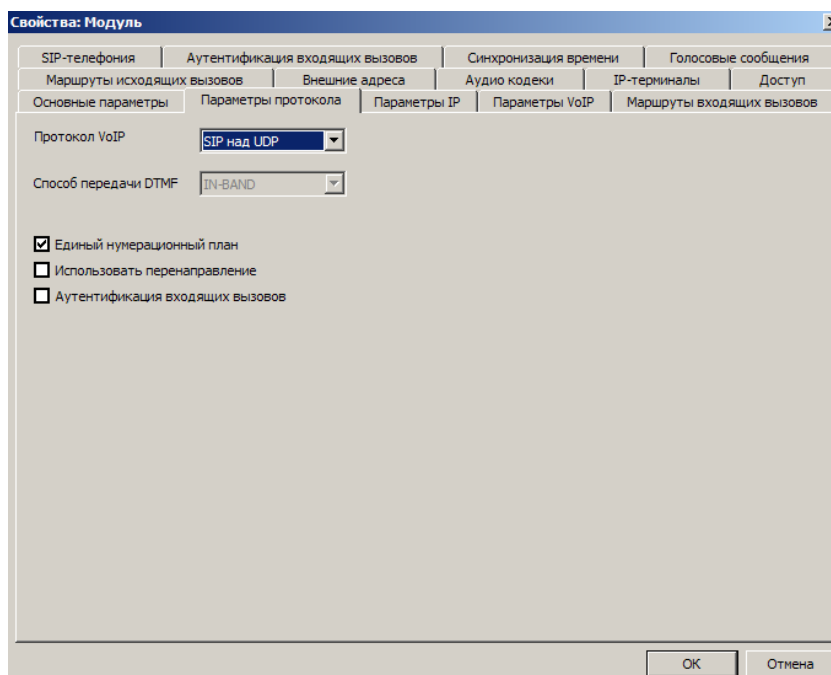 Свойства: Модуль
SIP-телефония Аутентификация входящих вызовов Синхронизация времени Голосовые сообщения
Маршруты исходящих вызовов Внешние адреса Аудио кодеки IP-терминалы Доступ
Основные параметры Параметры протокола Параметры IP Параметры VoIP Маршруты входящих вызовов
Протокол VoIP SIP над UDP
Способ передачи DTMF IN-BAND
Единый нумерационный план
Использовать перенаправление
Аутентификация входящих вызовов
OK Отмена